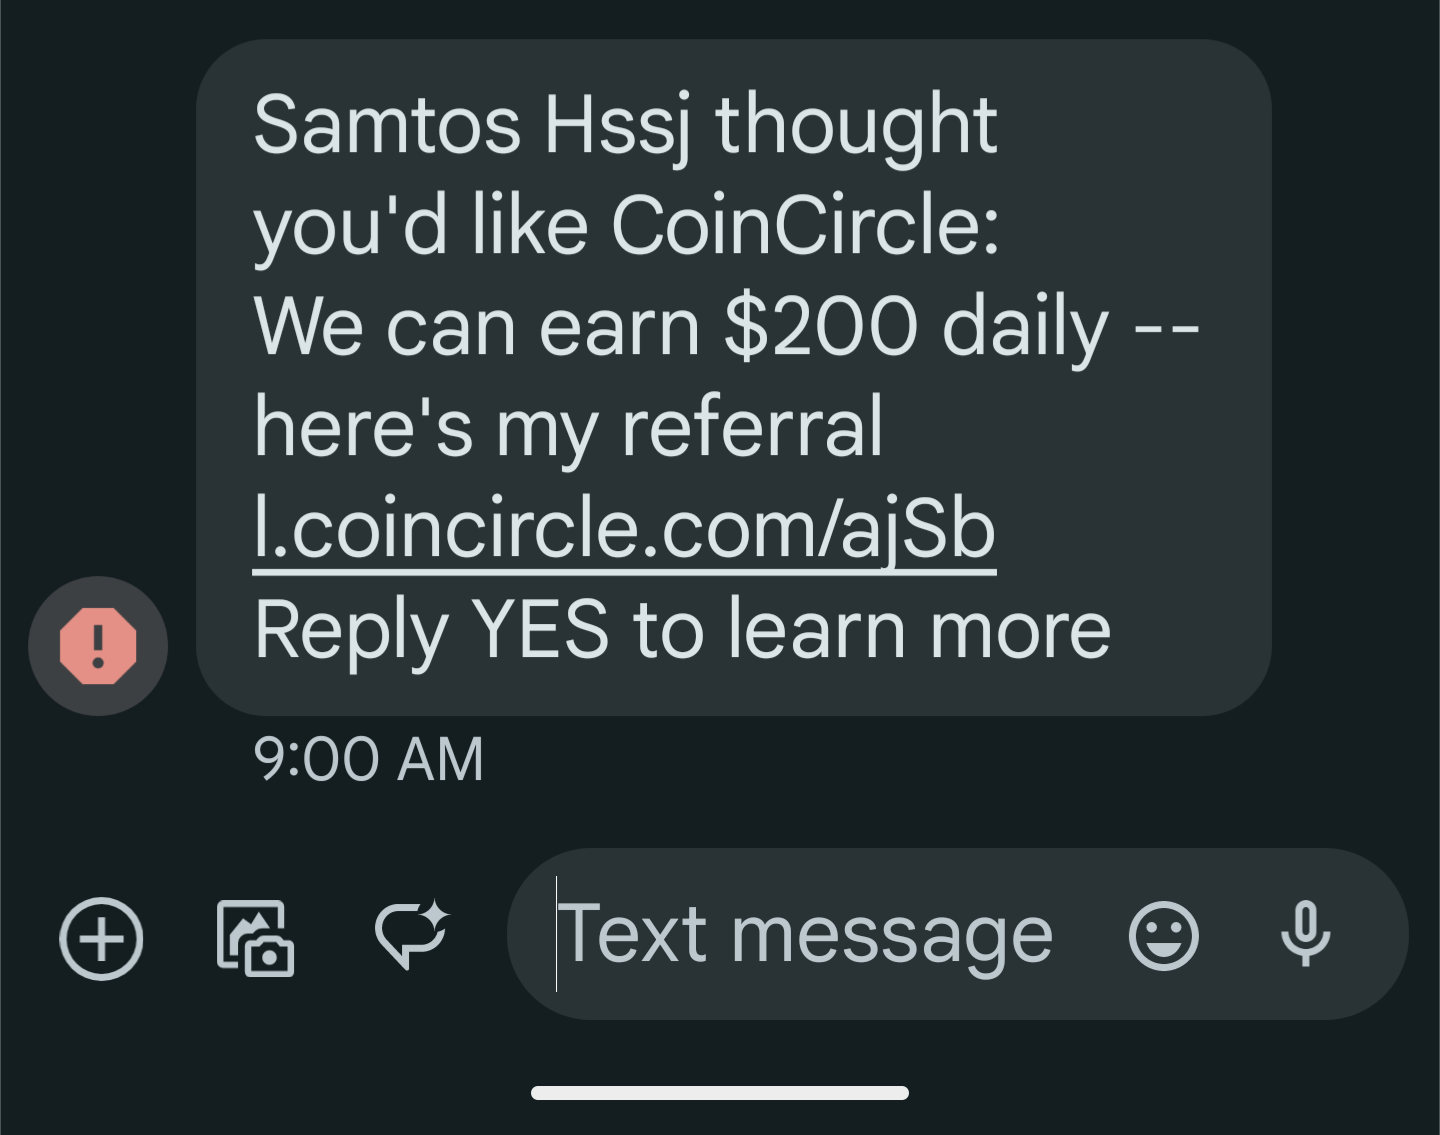 Samtos Hssj thought
you'd like CoinCircle:
We can earn $200 daily --
here's my referral
l.coincircle.com/ajSb
Reply YES to learn more
9:00 AM
Text message